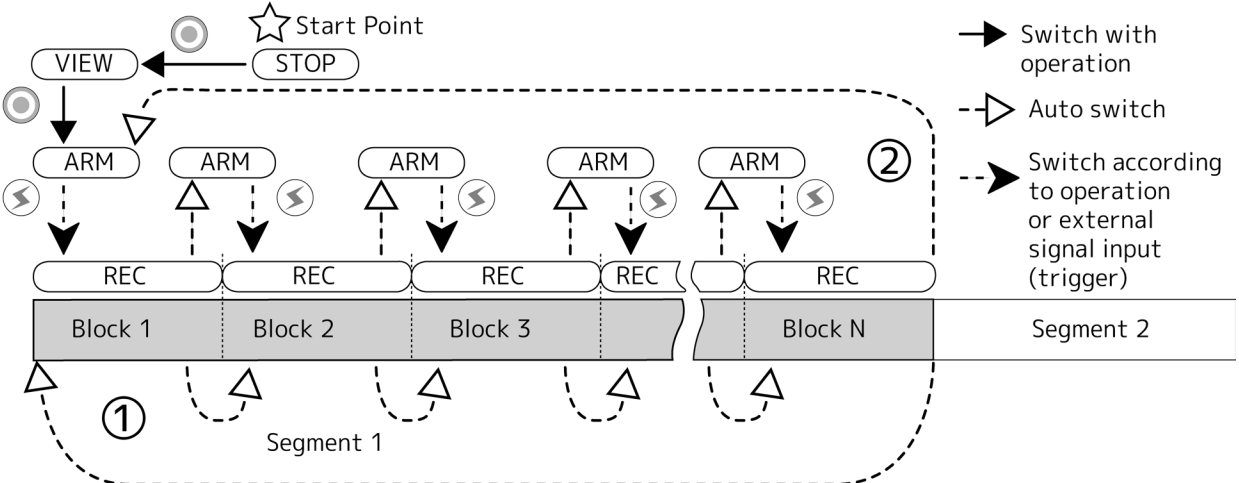 Start Point
VIEW
STOP
Switch with
operation
Auto switch
Switch according
to operation
or external
signal input
(trigger)
ARM
ARM
ARM
ARM
ARM
②
REC
REC
REC
REC
REC
Block 1
Block 2
Block 3
Block N
Segment 2
①
Segment 1